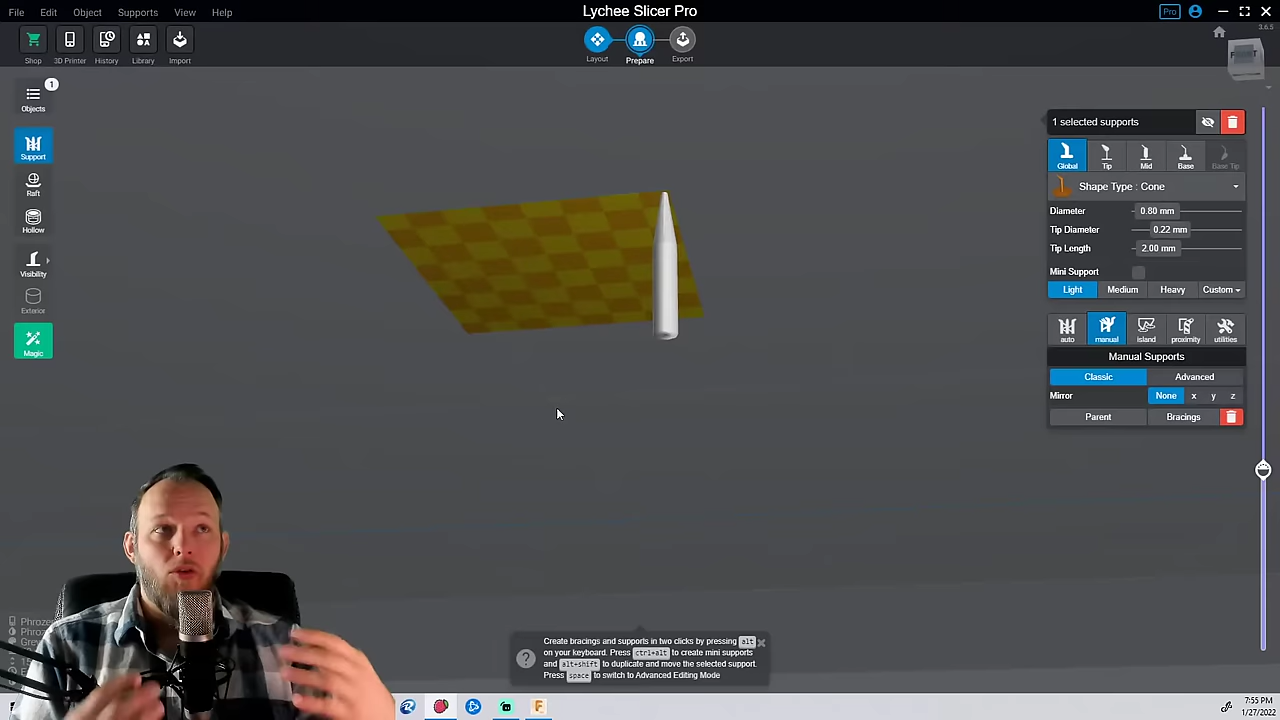 File Edit Object Supports View Help
Lychee Slicer Pro
Pro
3.6.5
Shop 3D Printer History Library Import
Layout Prepare Export
Objects
1
Support
Raft
Hollow
Visibility
Exterior
Magic
1 selected supports
Global Tip Mid Base Base Tip
Shape Type : Cone
Diameter 0.80 mm
Tip Diameter 0.22 mm
Tip Length 2.00 mm
Mini Support
Light Medium Heavy Custom
auto manual island proximity utilities
Manual Supports
Classic Advanced
Mirror None x y z
Parent Bracings
Create bracings and supports in two clicks by pressing alt
on your keyboard. Press ctrl+alt to create mini supports
and alt+shift to duplicate and move the selected support.
Press space to switch to Advanced Editing Mode
7:55 PM
1/27/2022